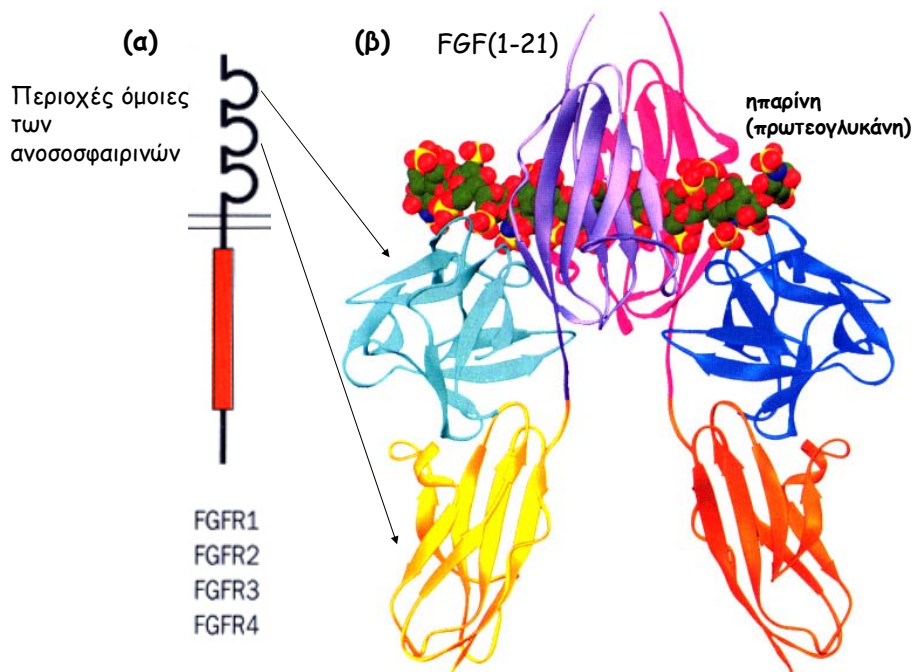 (α)
Περιοχές όμοιες
των
ανοσοσφαιρινών
FGFR1
FGFR2
FGFR3
FGFR4
(β)
FGF(1-21)
ηπαρίνη
(πρωτεογλυκάνη)